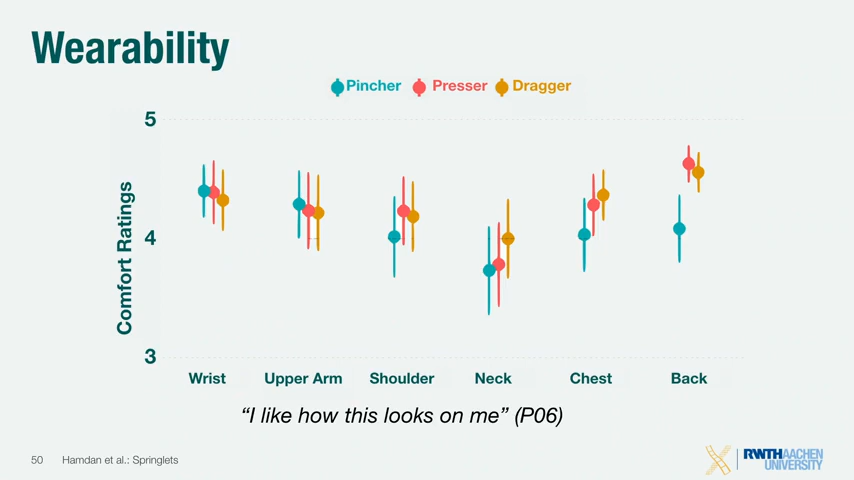 Wearability
Pincher Presser Dragger
5
4
3
Comfort Ratings
Wrist Upper Arm Shoulder Neck Chest Back
“I like how this looks on me” (P06)
50 Hamdan et al.: Springlets
RWTHAACHEN
UNIVERSITY